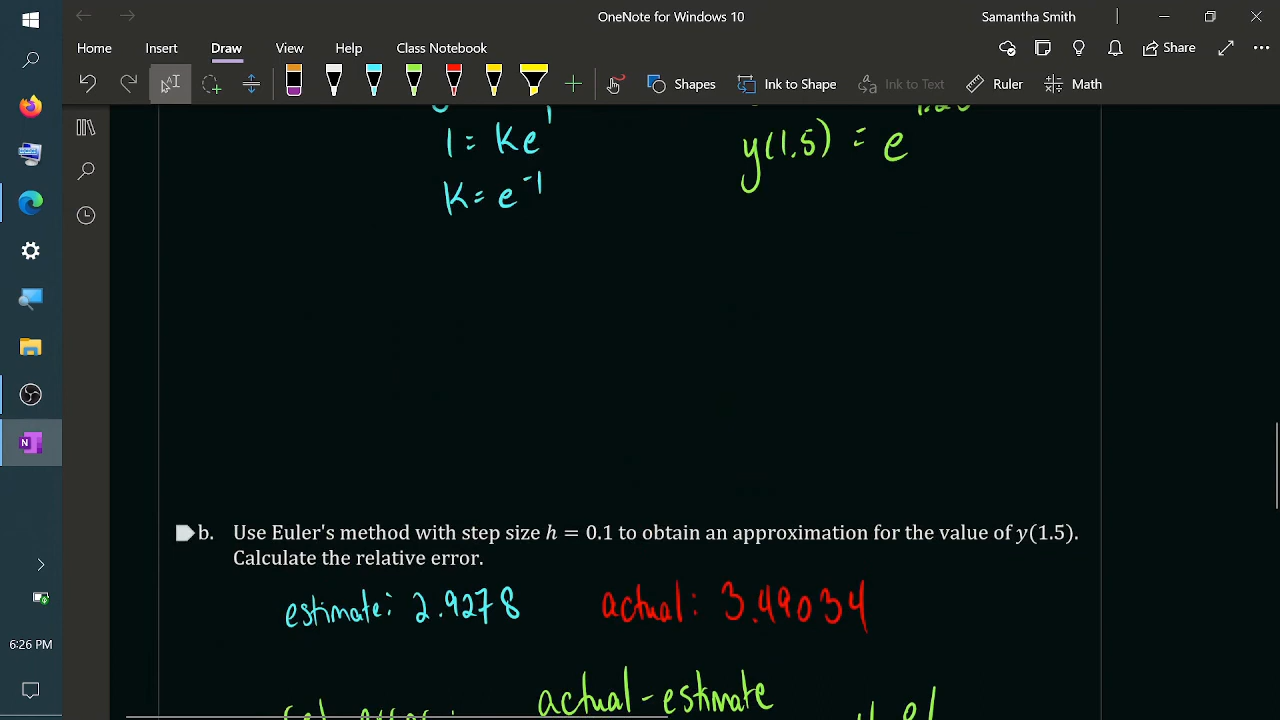 OneNote for Windows 10
Samantha Smith
Home Insert Draw View Help Class Notebook
Share
Shapes Ink to Shape Ink to Text Ruler Math
1 = Ke^1
K = e^-1
y(1.5) = e^1.25
b. Use Euler's method with step size h = 0.1 to obtain an approximation for the value of y(1.5).
Calculate the relative error.
estimate: 2.9278 actual: 3.49034
actual - estimate
6:26 PM